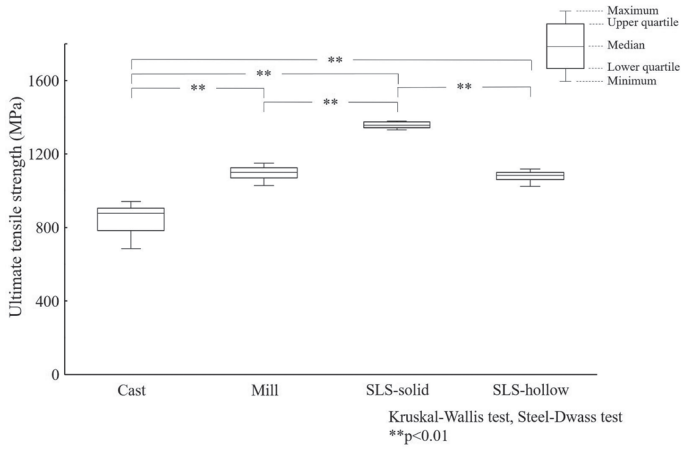 Maximum
Upper quartile
Median
Lower quartile
Minimum
Ultimate tensile strength (MPa)
1600
1200
800
400
0
**
**
**
**
**
Cast
Mill
SLS-solid
SLS-hollow
Kruskal-Wallis test, Steel-Dwass test
**p<0.01